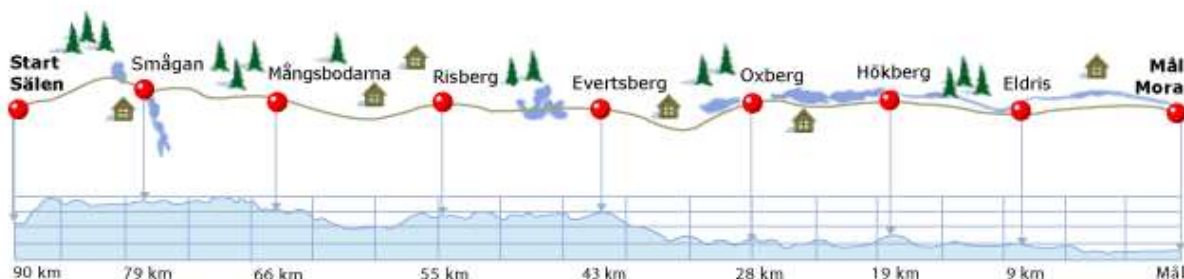 Start
Sälen
Smågan
Mångsbodarna
Risberg
Evertsberg
Oxberg
Hökberg
Eldris
Mål
Mora
90 km
79 km
66 km
55 km
43 km
28 km
19 km
9 km
Mål